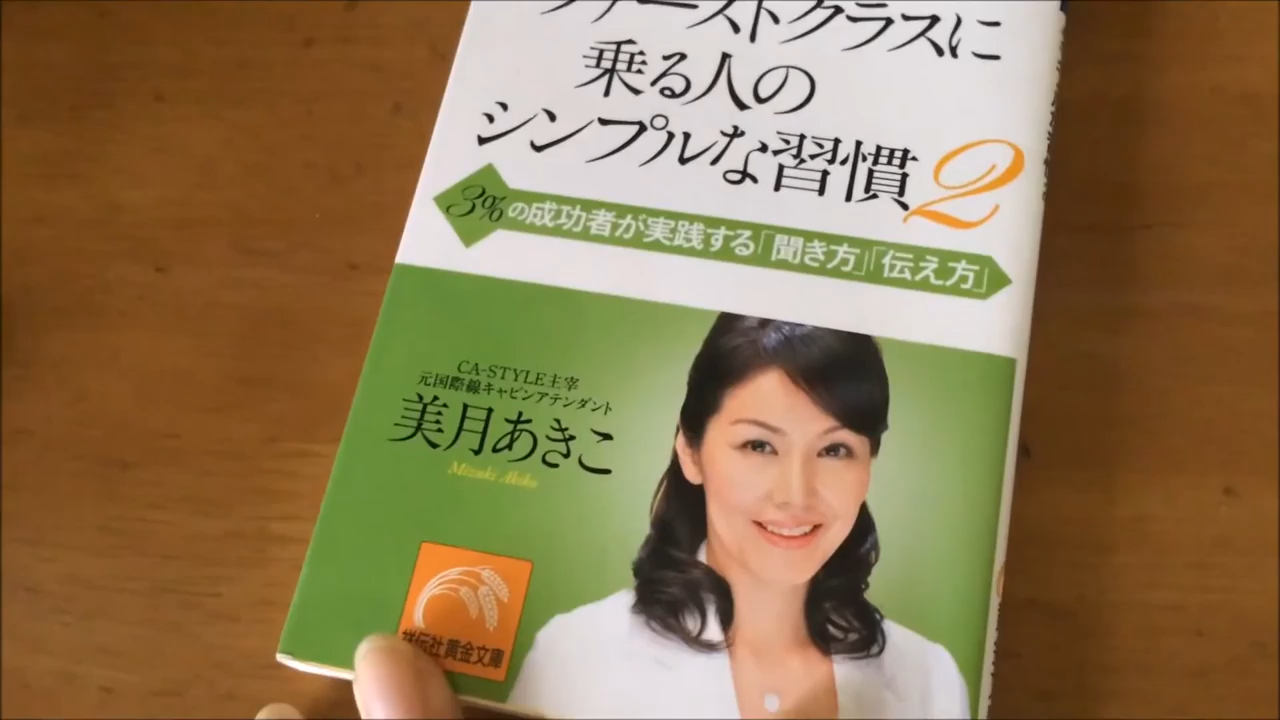 ファーストクラスに
乗る人の
シンプルな習慣2
3%の成功者が実践する「聞き方」「伝え方」
CA-STYLE主宰
元国際線キャビンアテンダント
美月あきこ
Mizuki Akiko
祥伝社黄金文庫